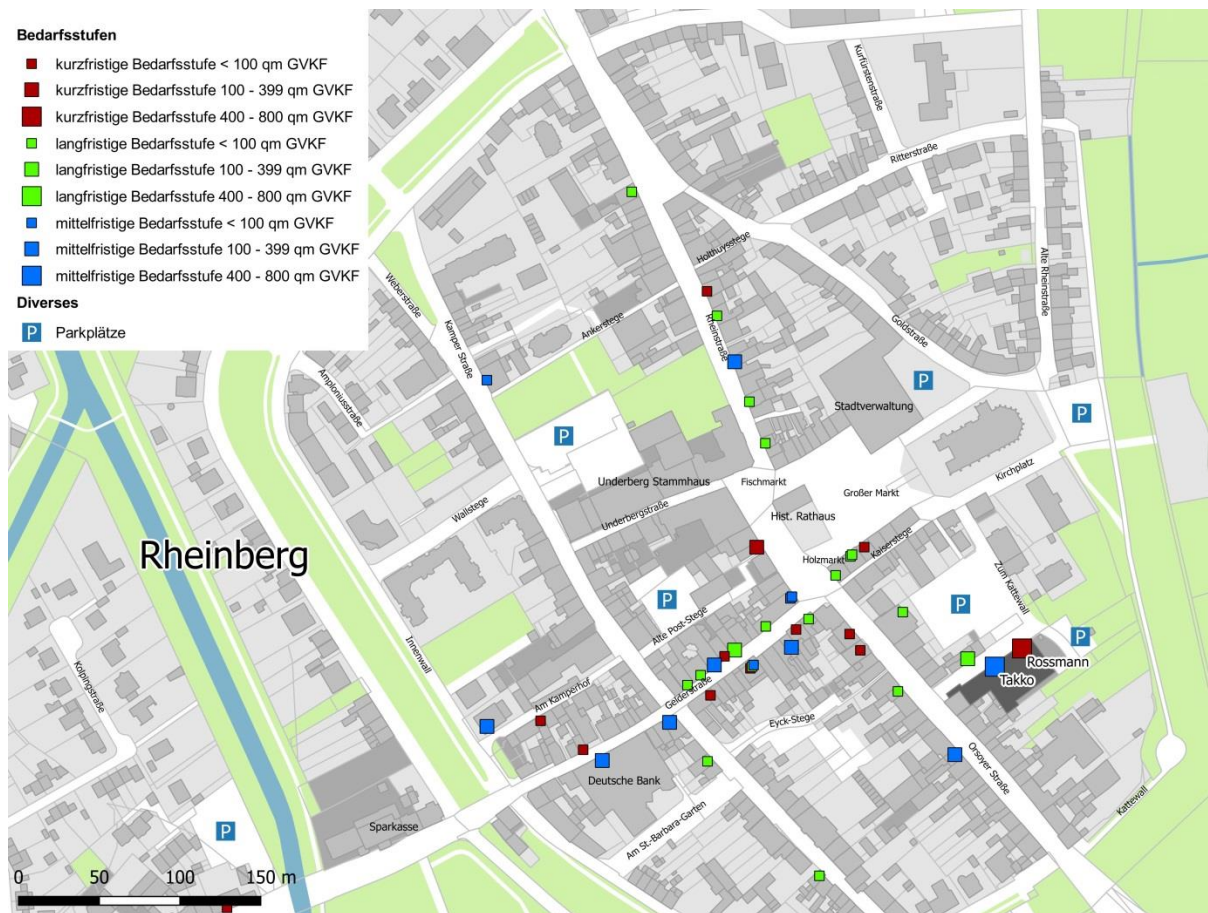 Bedarfsstufen
kurzfristige Bedarfsstufe < 100 qm GVKF
kurzfristige Bedarfsstufe 100 - 399 qm GVKF
kurzfristige Bedarfsstufe 400 - 800 qm GVKF
langfristige Bedarfsstufe < 100 qm GVKF
langfristige Bedarfsstufe 100 - 399 qm GVKF
langfristige Bedarfsstufe 400 - 800 qm GVKF
mittelfristige Bedarfsstufe < 100 qm GVKF
mittelfristige Bedarfsstufe 100 - 399 qm GVKF
mittelfristige Bedarfsstufe 400 - 800 qm GVKF
Diverses
P Parkplätze
Kurfürstenstraße
Ritterstraße
Holthuysstege
Alte Rheinstraße
Weberstraße
Kamper Straße
Ankerstege
Rheinstraße
Goldstraße
Amploniusstraße
P
Stadtverwaltung
P
P
Underberg Stammhaus
Fischmarkt
Kirchplatz
Großer Markt
Wallstege
Underbergstraße
Hist. Rathaus
Rheinberg
Holzmarkt
Kaiserstege
Zum Kattewall
P
P
Alte Post-Stege
P
Innenwall
Kolpingstraße
Rossmann
Takko
Am Kamperhof
Gelderstraße
Eyck-Stege
Orsoyer Straße
Deutsche Bank
Kattewall
Sparkasse
P
Am St.-Barbara-Garten
0 50 100 150 m